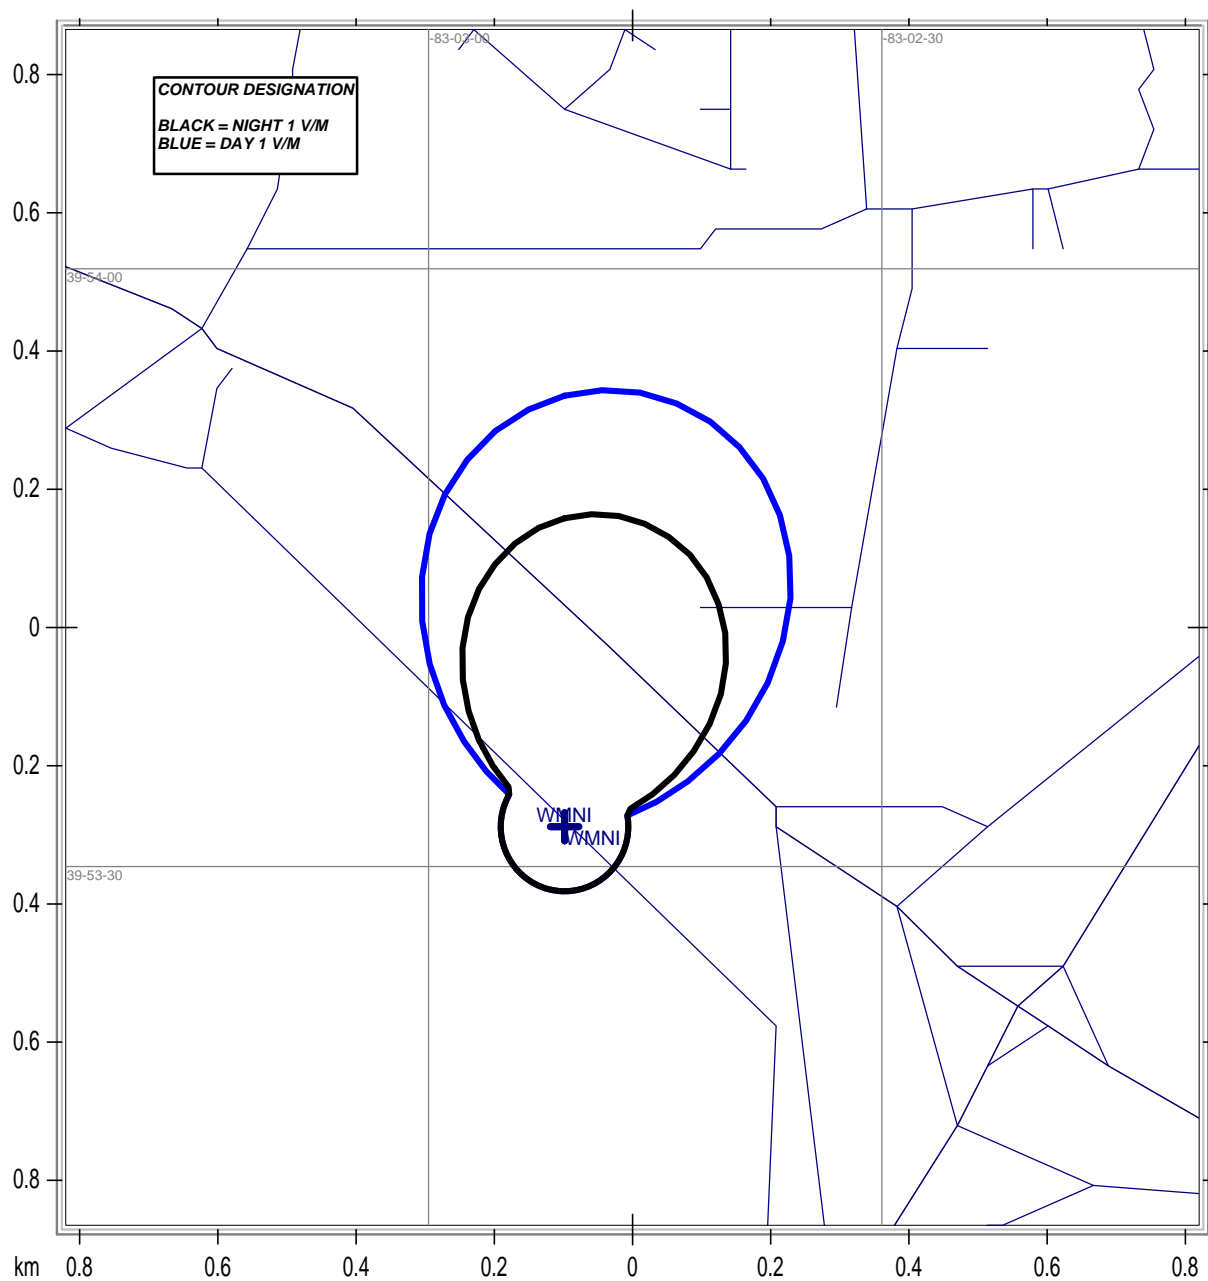 -83-03-00
-83-02-30
0.8
CONTOUR DESIGNATION
BLACK = NIGHT 1 V/M
BLUE = DAY 1 V/M
0.6
39-54-00
0.4
0.2
0
0.2
WMNI
WMNI
39-53-30
0.4
0.6
0.8
km 0.8 0.6 0.4 0.2 0 0.2 0.4 0.6 0.8